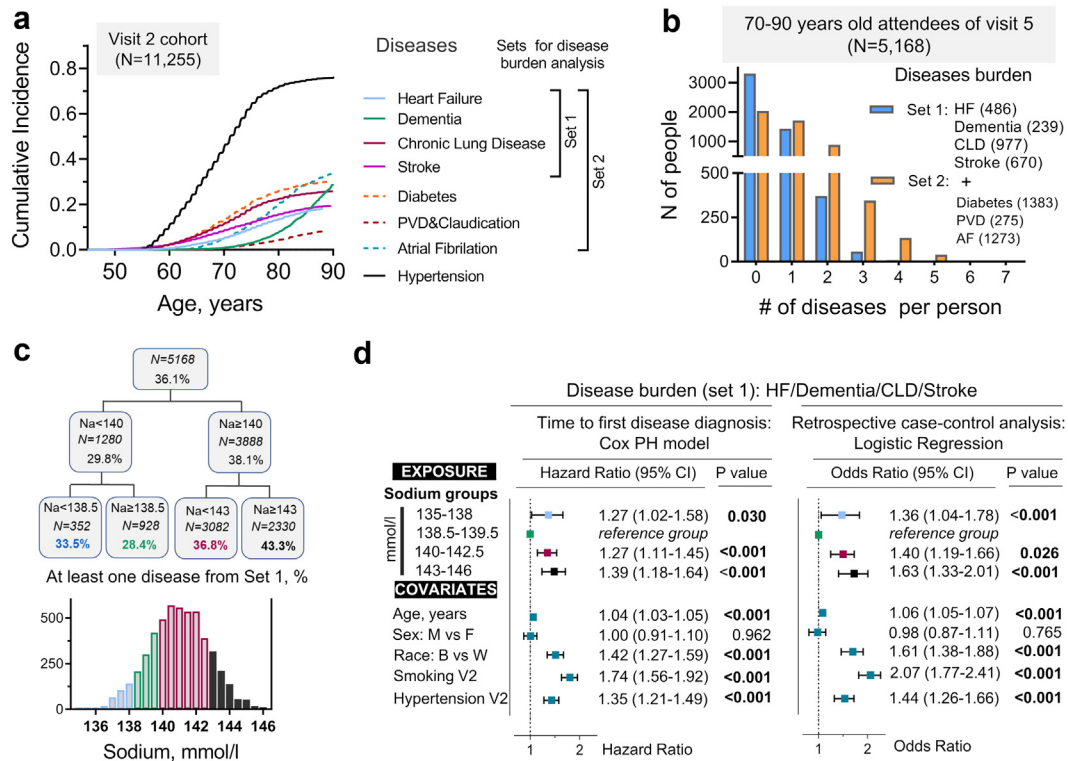 a
Visit 2 cohort
(N=11,255)
Cumulative Incidence
0.8
0.6
0.4
0.2
0.0
50
60
70
80
90
Age, years
Diseases
Sets for disease
burden analysis
Heart Failure
Dementia
Chronic Lung Disease
Stroke
Diabetes
PVD&Claudication
Atrial Fibrilation
Hypertension
Set 1
Set 2
b
70-90 years old attendees of visit 5
(N=5,168)
N of people
3000
2000
1000
500
250
0
0
1
2
3
4
5
6
7
# of diseases per person
Diseases burden
Set 1: HF (486)
Dementia (239)
CLD (977)
Stroke (670)
Set 2: +
Diabetes (1383)
PVD (275)
AF (1273)
c
N=5168
36.1%
Na<140
N=1280
29.8%
Na≥140
N=3888
38.1%
Na<138.5
N=352
33.5%
Na≥138.5
N=928
28.4%
Na<143
N=3082
36.8%
Na≥143
N=2330
43.3%
At least one disease from Set 1, %
500
250
0
136
138
140
142
144
146
Sodium, mmol/l
d
Disease burden (set 1): HF/Dementia/CLD/Stroke
Time to first disease diagnosis:
Cox PH model
Retrospective case-control analysis:
Logistic Regression
EXPOSURE
Hazard Ratio (95% CI)
P value
Odds Ratio (95% CI)
P value
Sodium groups
mmol/l
135-138
1.27 (1.02-1.58)
0.030
1.36 (1.04-1.78)
<0.001
138.5-139.5
reference group
reference group
140-142.5
1.27 (1.11-1.45)
<0.001
1.40 (1.19-1.66)
0.026
143-146
1.39 (1.18-1.64)
<0.001
1.63 (1.33-2.01)
<0.001
COVARIATES
Age, years
1.04 (1.03-1.05)
<0.001
1.06 (1.05-1.07)
<0.001
Sex: M vs F
1.00 (0.91-1.10)
0.962
0.98 (0.87-1.11)
0.765
Race: B vs W
1.42 (1.27-1.59)
<0.001
1.61 (1.38-1.88)
<0.001
Smoking V2
1.74 (1.56-1.92)
<0.001
2.07 (1.77-2.41)
<0.001
Hypertension V2
1.35 (1.21-1.49)
<0.001
1.44 (1.26-1.66)
<0.001
1
2
Hazard Ratio
1
2
Odds Ratio